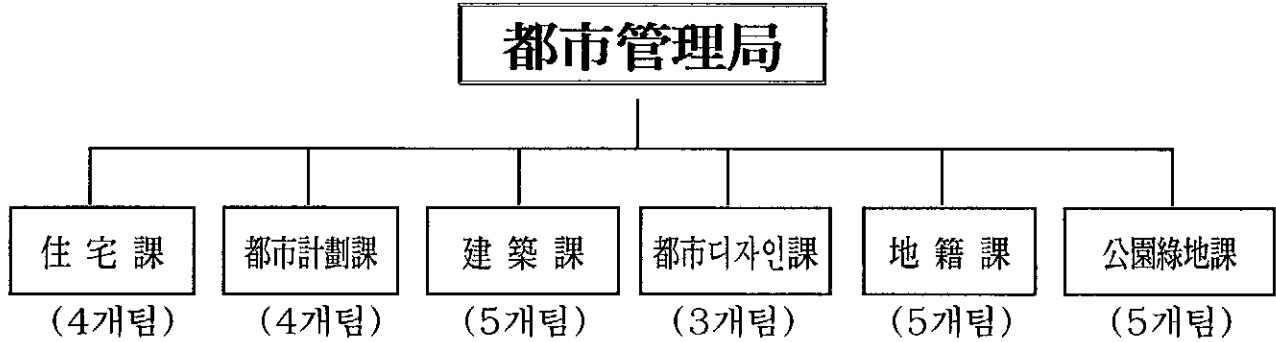 都市管理局
住宅課 都市計劃課 建築課 都市디자인課 地籍課 公園綠地課
(4개팀) (4개팀) (5개팀) (3개팀) (5개팀) (5개팀)